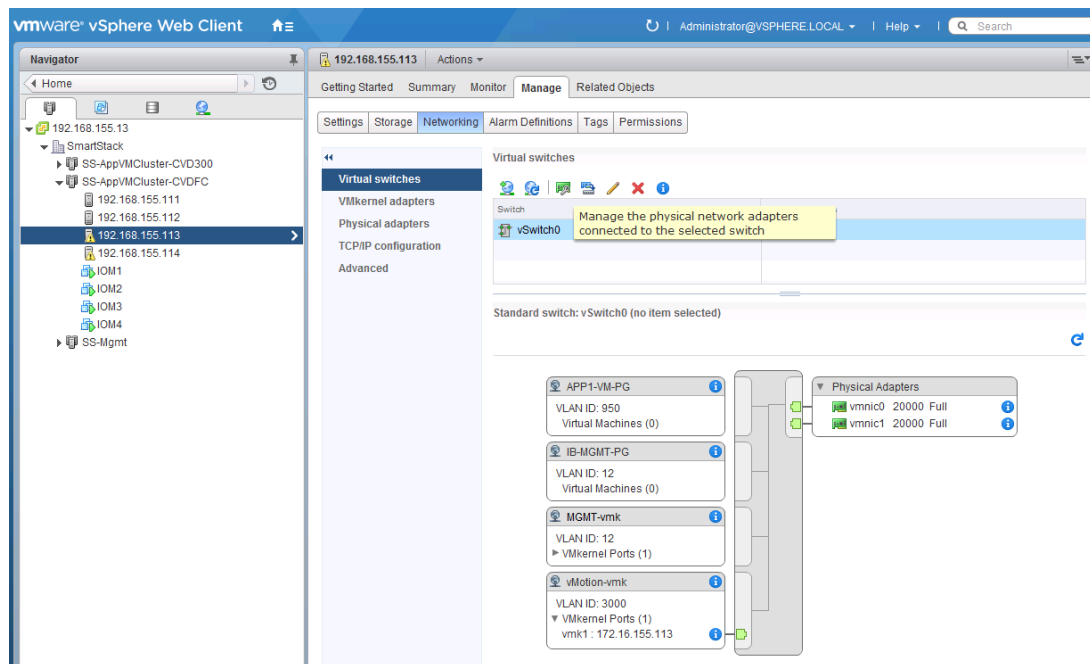 vmware® vSphere Web Client
Administrator@VSPHERE.LOCAL
Help
Search
Navigator
Home
192.168.155.13
SmartStack
SS-AppVMCluster-CVD300
SS-AppVMCluster-CVDFC
192.168.155.111
192.168.155.112
192.168.155.113
192.168.155.114
IOM1
IOM2
IOM3
IOM4
SS-Mgmt
192.168.155.113 Actions
Getting Started Summary Monitor Manage Related Objects
Settings Storage Networking Alarm Definitions Tags Permissions
Virtual switches
VMkernel adapters
Physical adapters
TCP/IP configuration
Advanced
Virtual switches
Switch
vSwitch0
Manage the physical network adapters
connected to the selected switch
Standard switch: vSwitch0 (no item selected)
APP1-VM-PG
VLAN ID: 950
Virtual Machines (0)
IB-MGMT-PG
VLAN ID: 12
Virtual Machines (0)
MGMT-vmk
VLAN ID: 12
VMkernel Ports (1)
vMotion-vmk
VLAN ID: 3000
VMkernel Ports (1)
vmk1 : 172.16.155.113
Physical Adapters
vmnic0 20000 Full
vmnic1 20000 Full